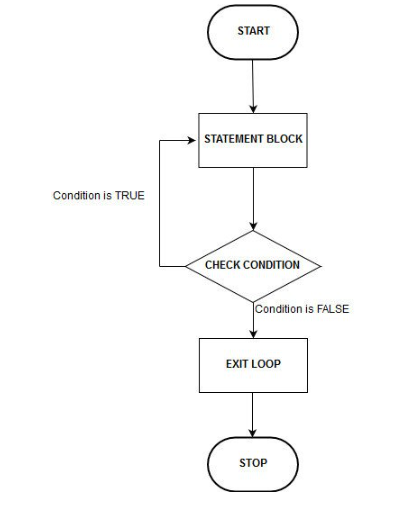 START
STATEMENT BLOCK
Condition is TRUE
CHECK CONDITION
Condition is FALSE
EXIT LOOP
STOP